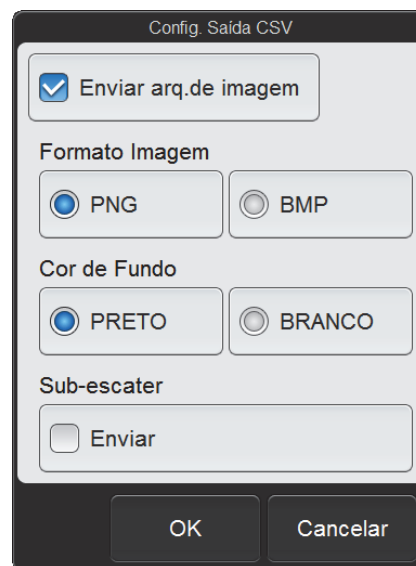 Config. Saída CSV
Enviar arq.de imagem
Formato Imagem
PNG
BMP
Cor de Fundo
PRETO
BRANCO
Sub-escater
Enviar
OK
Cancelar